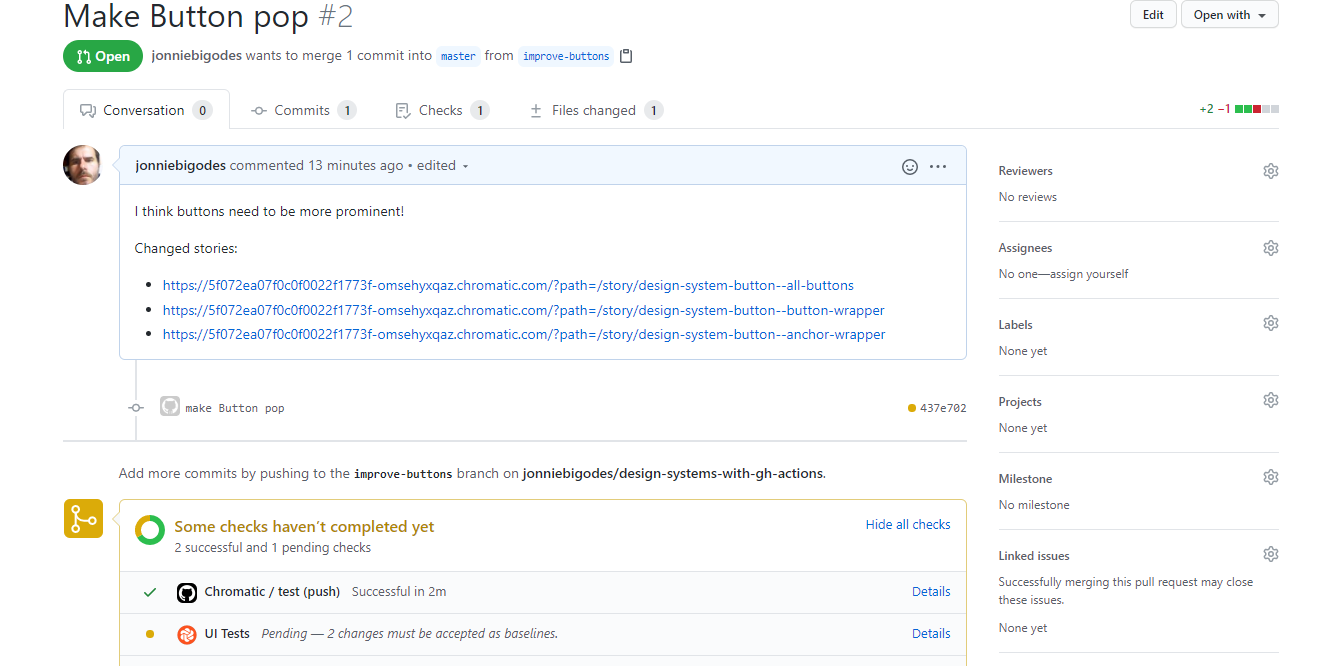 Make Button pop #2
Edit
Open with
Open
jonniebigodes wants to merge 1 commit into master from improve-buttons
Conversation 0
Commits 1
Checks 1
Files changed 1
+2 −1
jonniebigodes commented 13 minutes ago • edited
I think buttons need to be more prominent!
Changed stories:
• https://5f072ea07f0c0f0022f1773f-omsehyxqaz.chromatic.com/?path=/story/design-system-button--all-buttons
• https://5f072ea07f0c0f0022f1773f-omsehyxqaz.chromatic.com/?path=/story/design-system-button--button-wrapper
• https://5f072ea07f0c0f0022f1773f-omsehyxqaz.chromatic.com/?path=/story/design-system-button--anchor-wrapper
make Button pop
437e702
Add more commits by pushing to the improve-buttons branch on jonniebigodes/design-systems-with-gh-actions.
Some checks haven't completed yet
Hide all checks
2 successful and 1 pending checks
Chromatic / test (push) Successful in 2m
Details
UI Tests Pending — 2 changes must be accepted as baselines.
Details
Reviewers
No reviews
Assignees
No one—assign yourself
Labels
None yet
Projects
None yet
Milestone
No milestone
Linked issues
Successfully merging this pull request may close
these issues.
None yet